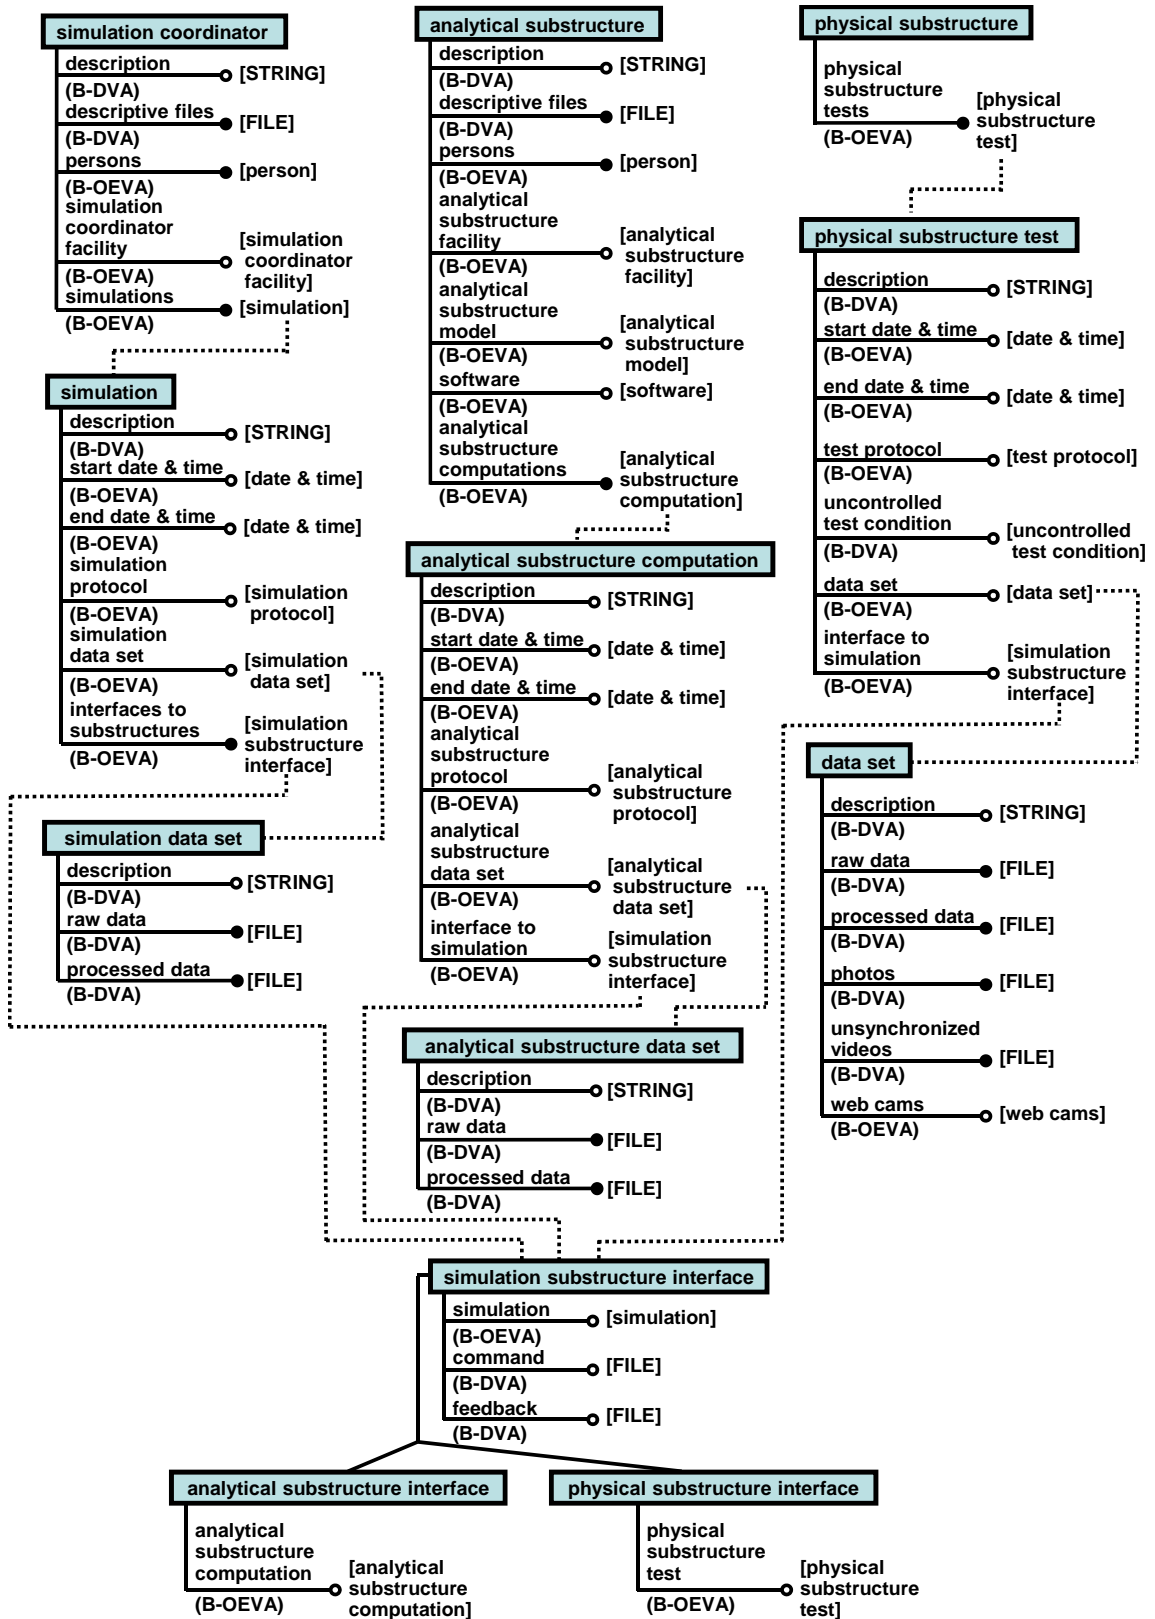 simulation coordinator
description
[STRING]
(B-DVA)
descriptive files
[FILE]
(B-DVA)
persons
[person]
(B-OEVA)
simulation
coordinator
facility
[simulation
coordinator
facility]
(B-OEVA)
simulations
[simulation]
(B-OEVA)
simulation
description
[STRING]
(B-DVA)
start date & time
[date & time]
(B-OEVA)
end date & time
[date & time]
(B-OEVA)
simulation
protocol
[simulation
protocol]
(B-OEVA)
simulation
data set
[simulation
data set]
(B-OEVA)
interfaces to
substructures
[simulation
substructure
interface]
(B-OEVA)
simulation data set
description
[STRING]
(B-DVA)
raw data
[FILE]
(B-DVA)
processed data
[FILE]
(B-DVA)
analytical substructure
description
[STRING]
(B-DVA)
descriptive files
[FILE]
(B-DVA)
persons
[person]
(B-OEVA)
analytical
substructure
facility
[analytical
substructure
facility]
(B-OEVA)
analytical
substructure
model
[analytical
substructure
model]
(B-OEVA)
software
[software]
(B-OEVA)
analytical
substructure
computations
[analytical
substructure
computation]
(B-OEVA)
analytical substructure computation
description
[STRING]
(B-DVA)
start date & time
[date & time]
(B-OEVA)
end date & time
[date & time]
(B-OEVA)
analytical
substructure
protocol
[analytical
substructure
protocol]
(B-OEVA)
analytical
substructure
data set
[analytical
substructure
data set]
(B-OEVA)
interface to
simulation
[simulation
substructure
interface]
(B-OEVA)
analytical substructure data set
description
[STRING]
(B-DVA)
raw data
[FILE]
(B-DVA)
processed data
[FILE]
(B-DVA)
physical substructure
physical
substructure
tests
[physical
substructure
test]
(B-OEVA)
physical substructure test
description
[STRING]
(B-DVA)
start date & time
[date & time]
(B-OEVA)
end date & time
[date & time]
(B-OEVA)
test protocol
[test protocol]
(B-OEVA)
uncontrolled
test condition
[uncontrolled
test condition]
(B-DVA)
data set
[data set]
(B-OEVA)
interface to
simulation
[simulation
substructure
interface]
(B-OEVA)
data set
description
[STRING]
(B-DVA)
raw data
[FILE]
(B-DVA)
processed data
[FILE]
(B-DVA)
photos
[FILE]
(B-DVA)
unsynchronized
videos
[FILE]
(B-DVA)
web cams
[web cams]
(B-OEVA)
simulation substructure interface
simulation
[simulation]
(B-OEVA)
command
[FILE]
(B-DVA)
feedback
[FILE]
(B-DVA)
analytical substructure interface
analytical
substructure
computation
[analytical
substructure
computation]
(B-OEVA)
physical substructure interface
physical
substructure
test
[physical
substructure
test]
(B-OEVA)